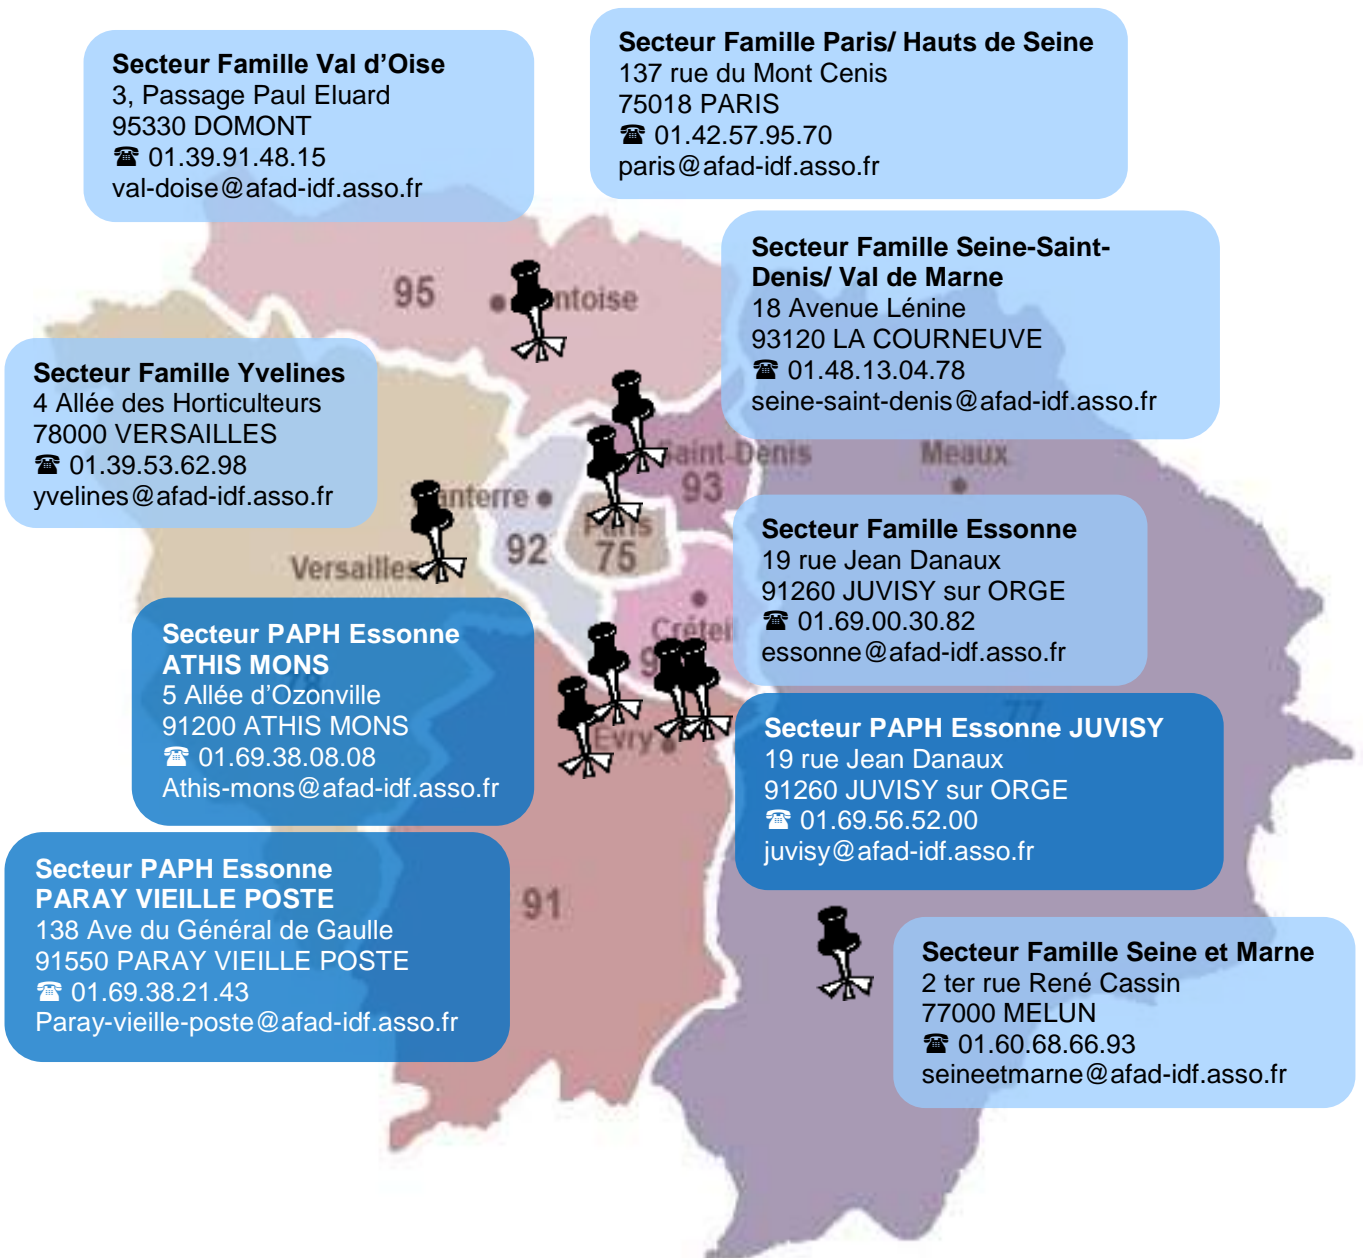 Secteur Famille Val d’Oise
3, Passage Paul Eluard
95330 DOMONT
☎ 01.39.91.48.15
val-doise@afad-idf.asso.fr
Secteur Famille Paris/ Hauts de Seine
137 rue du Mont Cenis
75018 PARIS
☎ 01.42.57.95.70
paris@afad-idf.asso.fr
Secteur Famille Seine-Saint-
Denis/ Val de Marne
18 Avenue Lénine
93120 LA COURNEUVE
☎ 01.48.13.04.78
seine-saint-denis@afad-idf.asso.fr
95
ntoise
Secteur Famille Yvelines
4 Allée des Horticulteurs
78000 VERSAILLES
☎ 01.39.53.62.98
yvelines@afad-idf.asso.fr
Saint-Denis
93
Meaux
anterre
92
Paris
75
Versailles
Secteur Famille Essonne
19 rue Jean Danaux
91260 JUVISY sur ORGE
☎ 01.69.00.30.82
essonne@afad-idf.asso.fr
Créteil
9
Secteur PAPH Essonne
ATHIS MONS
5 Allée d’Ozonville
91200 ATHIS MONS
☎ 01.69.38.08.08
Athis-mons@afad-idf.asso.fr
78
Evry
77
Secteur PAPH Essonne JUVISY
19 rue Jean Danaux
91260 JUVISY sur ORGE
☎ 01.69.56.52.00
juvisy@afad-idf.asso.fr
Secteur PAPH Essonne
PARAY VIEILLE POSTE
138 Ave du Général de Gaulle
91550 PARAY VIEILLE POSTE
☎ 01.69.38.21.43
Paray-vieille-poste@afad-idf.asso.fr
91
Secteur Famille Seine et Marne
2 ter rue René Cassin
77000 MELUN
☎ 01.60.68.66.93
seineetmarne@afad-idf.asso.fr